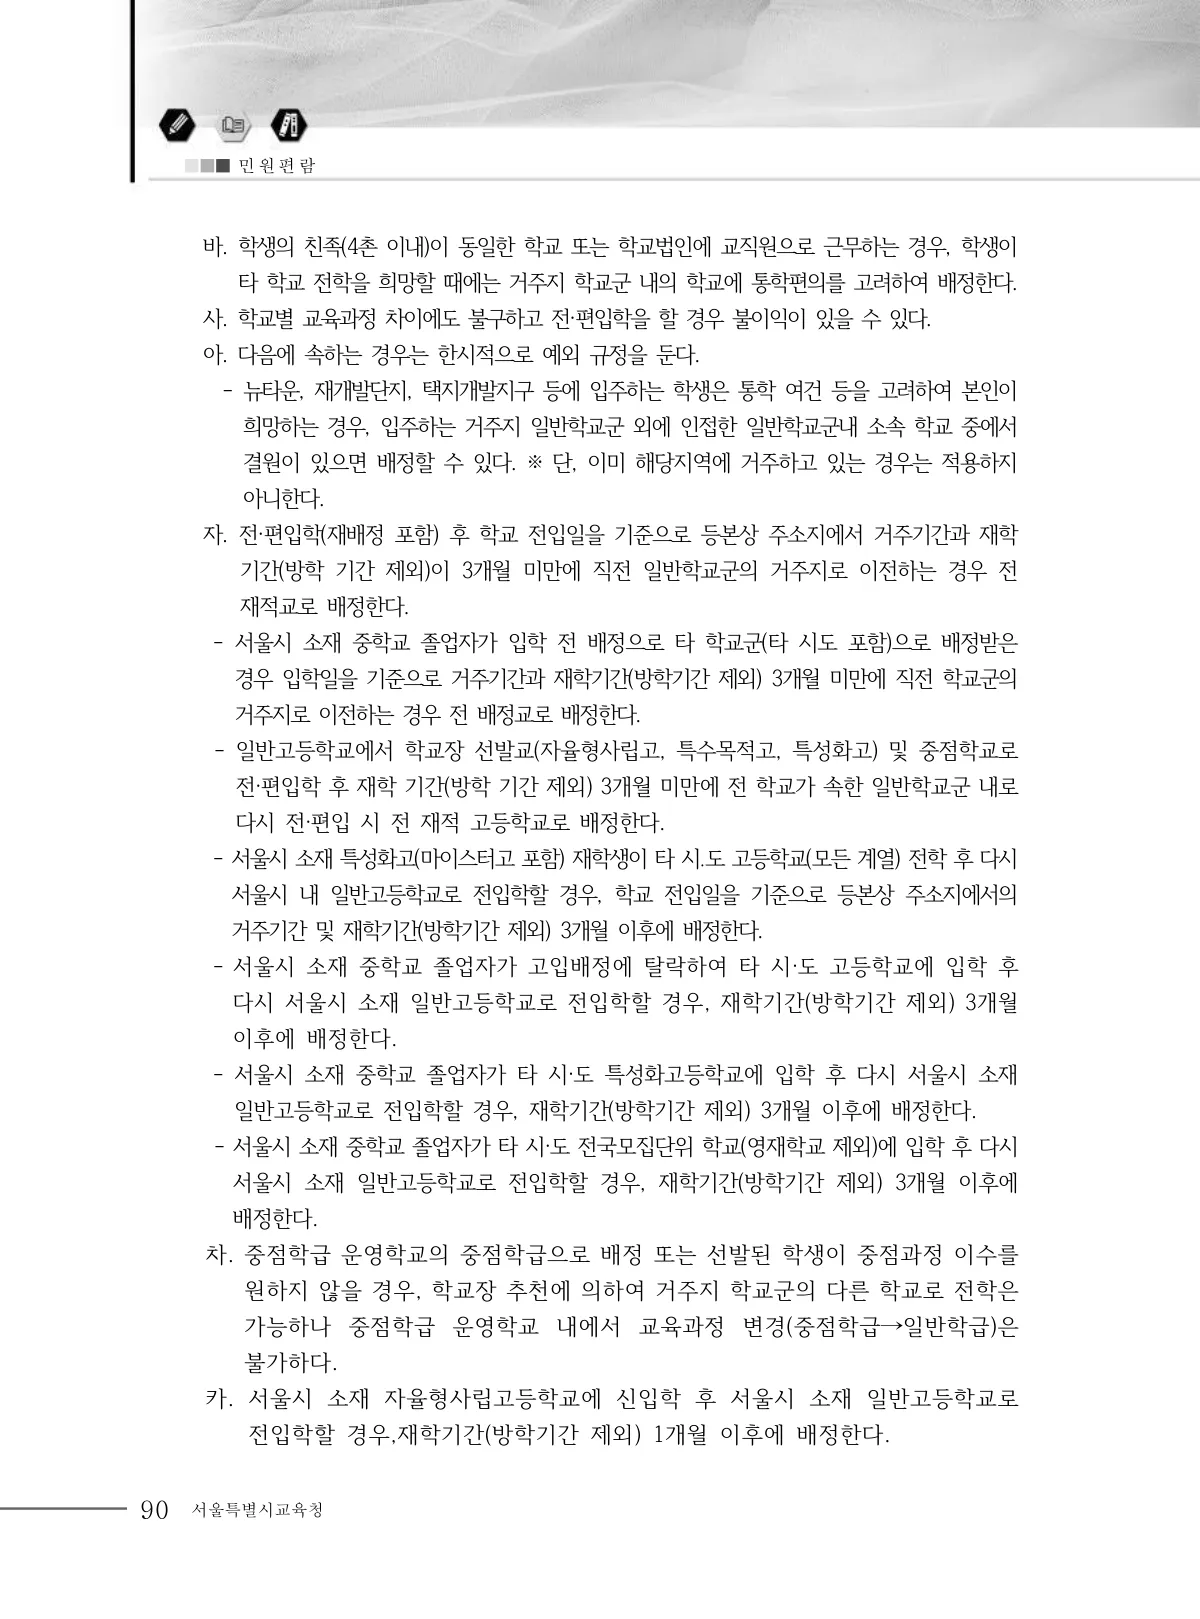 민원편람
바. 학생의 친족(4촌 이내)이 동일한 학교 또는 학교법인에 교직원으로 근무하는 경우, 학생이
타 학교 전학을 희망할 때에는 거주지 학교군 내의 학교에 통학편의를 고려하여 배정한다.
사. 학교별 교육과정 차이에도 불구하고 전·편입학을 할 경우 불이익이 있을 수 있다.
아. 다음에 속하는 경우는 한시적으로 예외 규정을 둔다.
- 뉴타운, 재개발단지, 택지개발지구 등에 입주하는 학생은 통학 여건 등을 고려하여 본인이
희망하는 경우, 입주하는 거주지 일반학교군 외에 인접한 일반학교군내 소속 학교 중에서
결원이 있으면 배정할 수 있다. ※ 단, 이미 해당지역에 거주하고 있는 경우는 적용하지
아니한다.
자. 전·편입학(재배정 포함) 후 학교 전입일을 기준으로 등본상 주소지에서 거주기간과 재학
기간(방학 기간 제외)이 3개월 미만에 직전 일반학교군의 거주지로 이전하는 경우 전
재적교로 배정한다.
- 서울시 소재 중학교 졸업자가 입학 전 배정으로 타 학교군(타 시도 포함)으로 배정받은
경우 입학일을 기준으로 거주기간과 재학기간(방학기간 제외) 3개월 미만에 직전 학교군의
거주지로 이전하는 경우 전 배정교로 배정한다.
- 일반고등학교에서 학교장 선발교(자율형사립고, 특수목적고, 특성화고) 및 중점학교로
전·편입학 후 재학 기간(방학 기간 제외) 3개월 미만에 전 학교가 속한 일반학교군 내로
다시 전·편입 시 전 재적 고등학교로 배정한다.
- 서울시 소재 특성화고(마이스터고 포함) 재학생이 타 시.도 고등학교(모든 계열) 전학 후 다시
서울시 내 일반고등학교로 전입학할 경우, 학교 전입일을 기준으로 등본상 주소지에서의
거주기간 및 재학기간(방학기간 제외) 3개월 이후에 배정한다.
- 서울시 소재 중학교 졸업자가 고입배정에 탈락하여 타 시·도 고등학교에 입학 후
다시 서울시 소재 일반고등학교로 전입학할 경우, 재학기간(방학기간 제외) 3개월
이후에 배정한다.
- 서울시 소재 중학교 졸업자가 타 시·도 특성화고등학교에 입학 후 다시 서울시 소재
일반고등학교로 전입학할 경우, 재학기간(방학기간 제외) 3개월 이후에 배정한다.
- 서울시 소재 중학교 졸업자가 타 시·도 전국모집단위 학교(영재학교 제외)에 입학 후 다시
서울시 소재 일반고등학교로 전입학할 경우, 재학기간(방학기간 제외) 3개월 이후에
배정한다.
차. 중점학급 운영학교의 중점학급으로 배정 또는 선발된 학생이 중점과정 이수를
원하지 않을 경우, 학교장 추천에 의하여 거주지 학교군의 다른 학교로 전학은
가능하나 중점학급 운영학교 내에서 교육과정 변경(중점학급→일반학급)은
불가하다.
카. 서울시 소재 자율형사립고등학교에 신입학 후 서울시 소재 일반고등학교로
전입학할 경우,재학기간(방학기간 제외) 1개월 이후에 배정한다.
90 서울특별시교육청